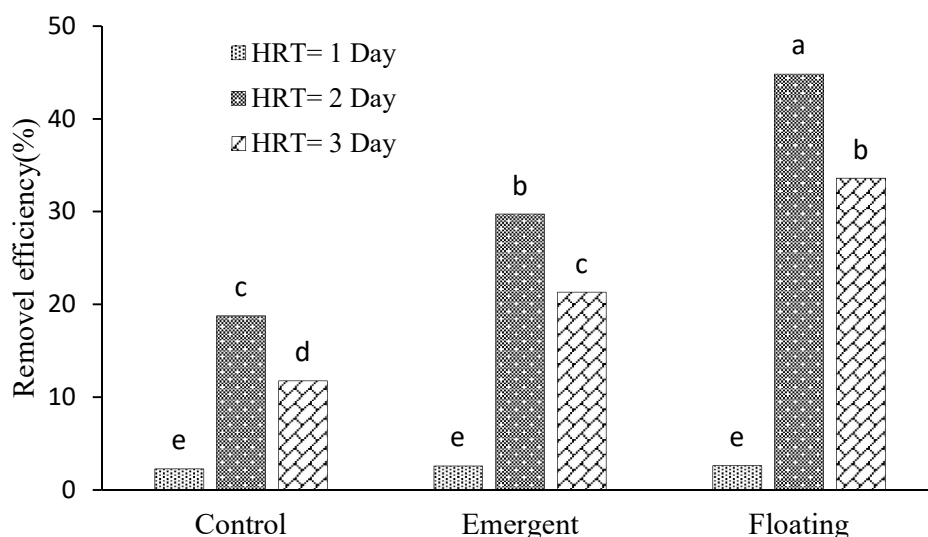 Removel efficiency(%)
50
40
30
20
10
0
HRT= 1 Day
HRT= 2 Day
HRT= 3 Day
e
c
d
e
b
c
e
a
b
Control
Emergent
Floating